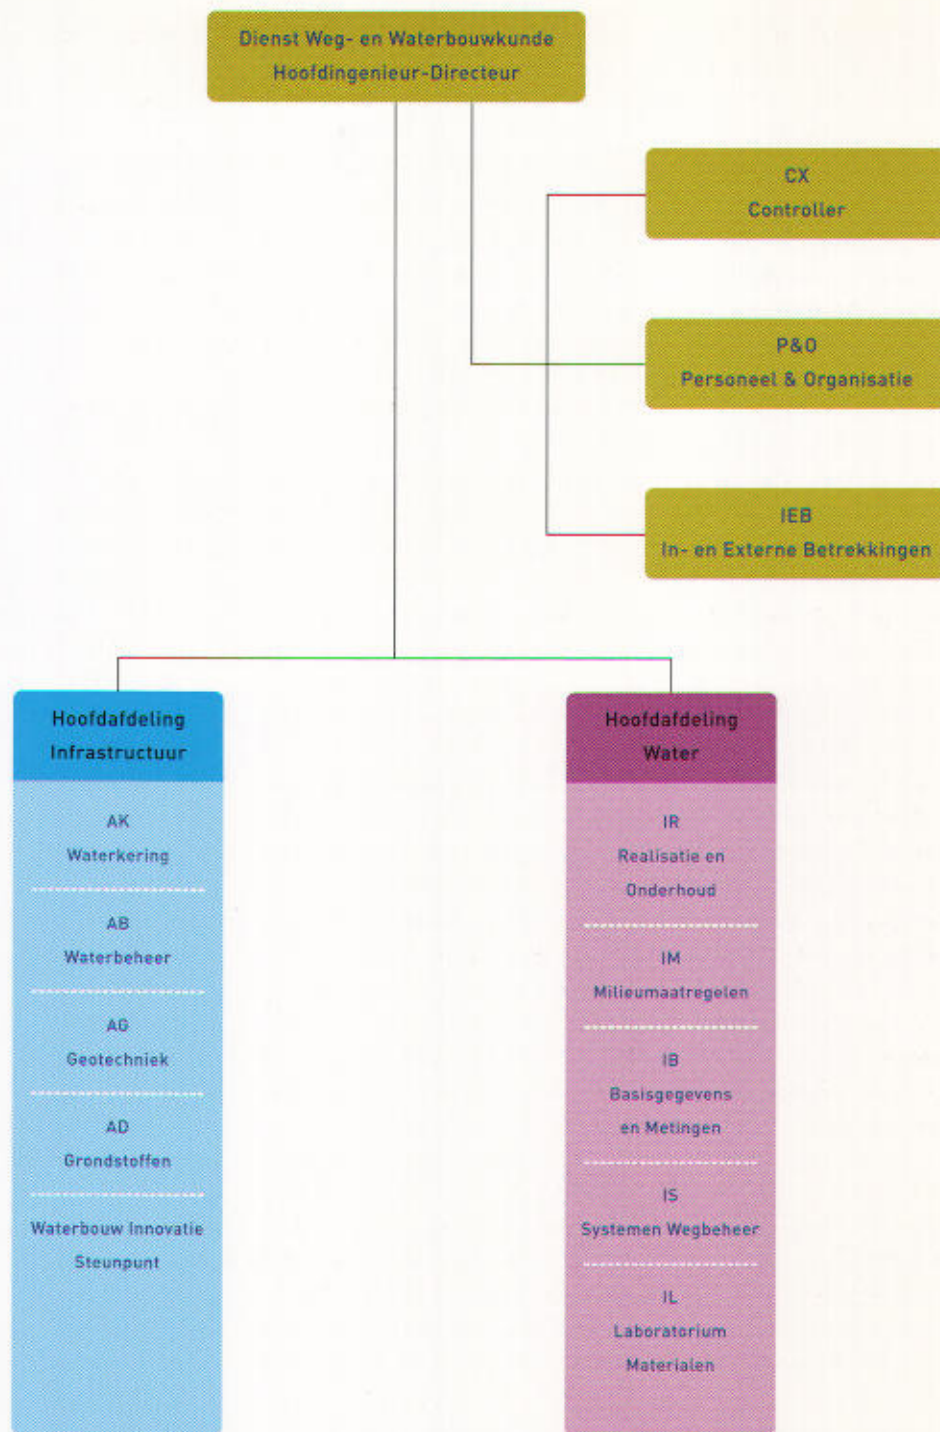 Dienst Weg- en Waterbouwkunde
Hoofdingenieur-Directeur
CX
Controller
P&O
Personeel & Organisatie
IEB
In- en Externe Betrekkingen
Hoofdafdeling
Infrastructuur
AK
Waterkering
AB
Waterbeheer
AG
Geotechniek
AD
Grondstoffen
Waterbouw Innovatie
Steunpunt
Hoofdafdeling
Water
IR
Realisatie en
Onderhoud
IM
Milieumaatregelen
IB
Basisgegevens
en Metingen
IS
Systemen Wegbeheer
IL
Laboratorium
Materialen